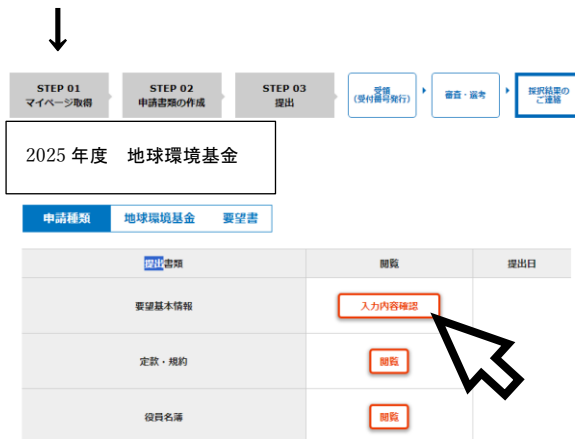 STEP 01
マイページ取得
STEP 02
申請書類の作成
STEP 03
提出
受領
(受付番号発行)
審査・選考
採択結果の
ご連絡
2025 年度　地球環境基金
申請種類　地球環境基金　要望書
提出書類　閲覧　提出日
要望基本情報　入力内容確認
定款・規約　閲覧
役員名簿　閲覧